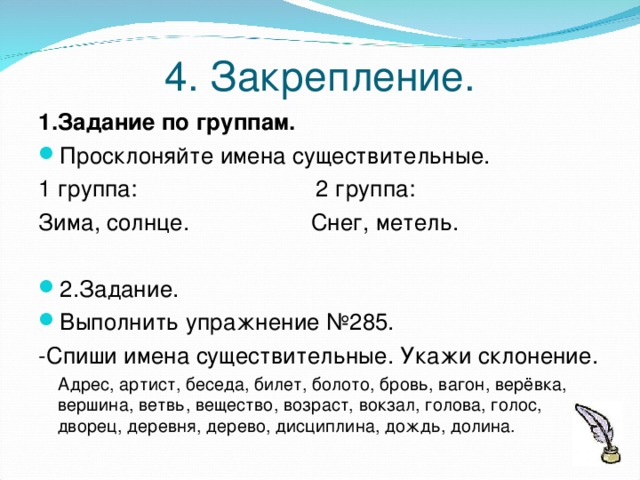 4. Закрепление.
1.Задание по группам.
Просклоняйте имена существительные.
1 группа: 2 группа:
Зима, солнце. Снег, метель.
2.Задание.
Выполнить упражнение №285.
-Спиши имена существительные. Укажи склонение.
Адрес, артист, беседа, билет, болото, бровь, вагон, верёвка,
вершина, ветвь, вещество, возраст, вокзал, голова, голос,
дворец, деревня, дерево, дисциплина, дождь, долина.